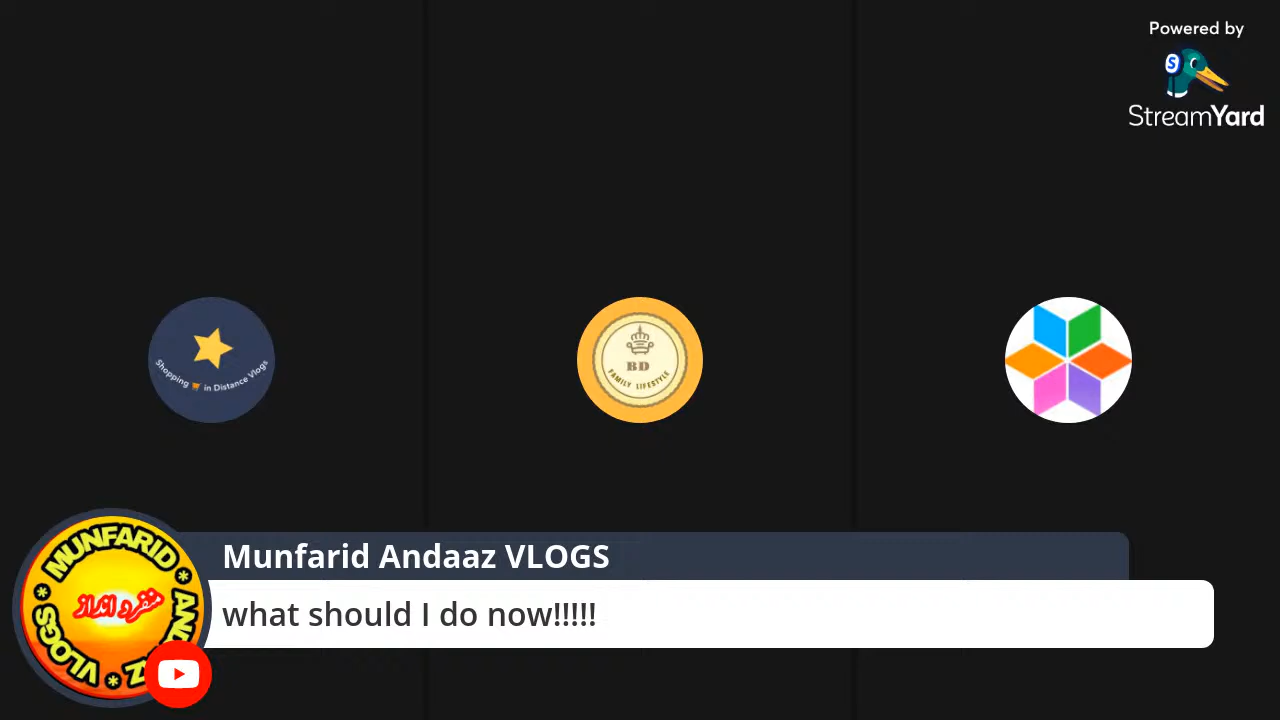 Powered by
S
StreamYard
Shopping 🛒 in Distance Vlogs
BD
FAMILY LIFESTYLE
Munfarid Andaaz VLOGS
what should I do now!!!!!
MUNFARID * AND
Z * VLOGS *
منفرد انداز